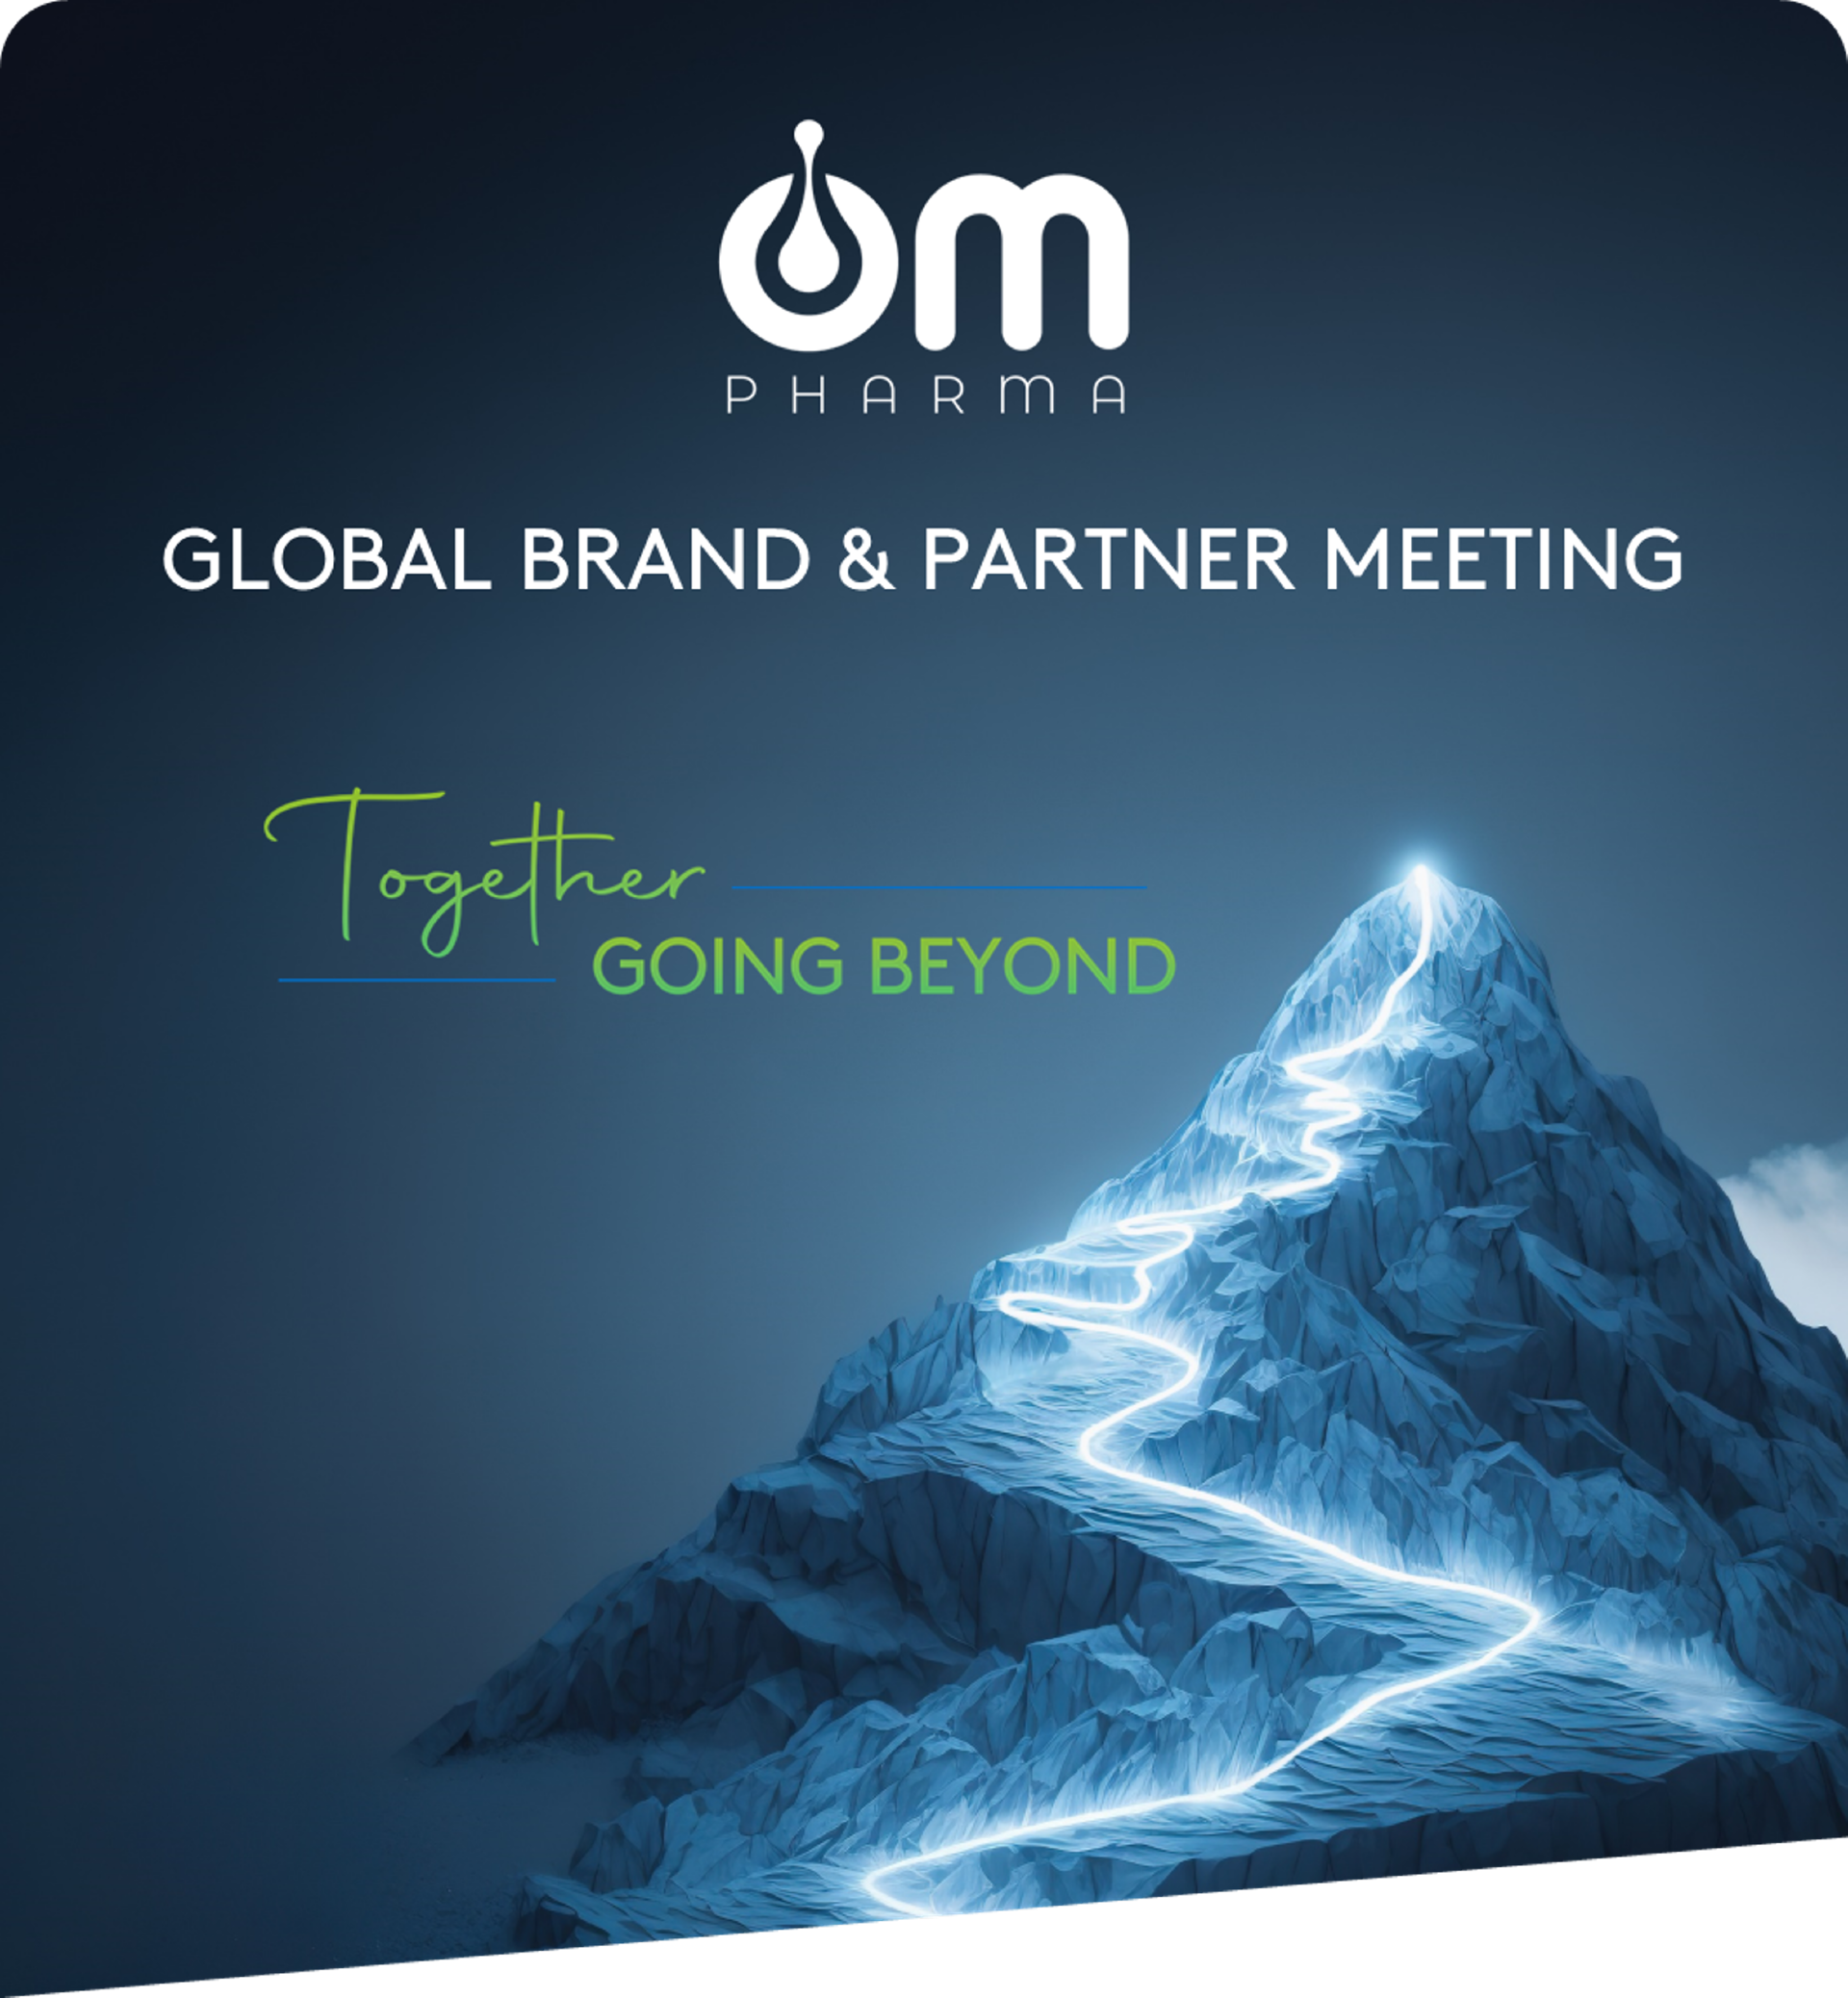 om
PHARMA
GLOBAL BRAND & PARTNER MEETING
Together
GOING BEYOND